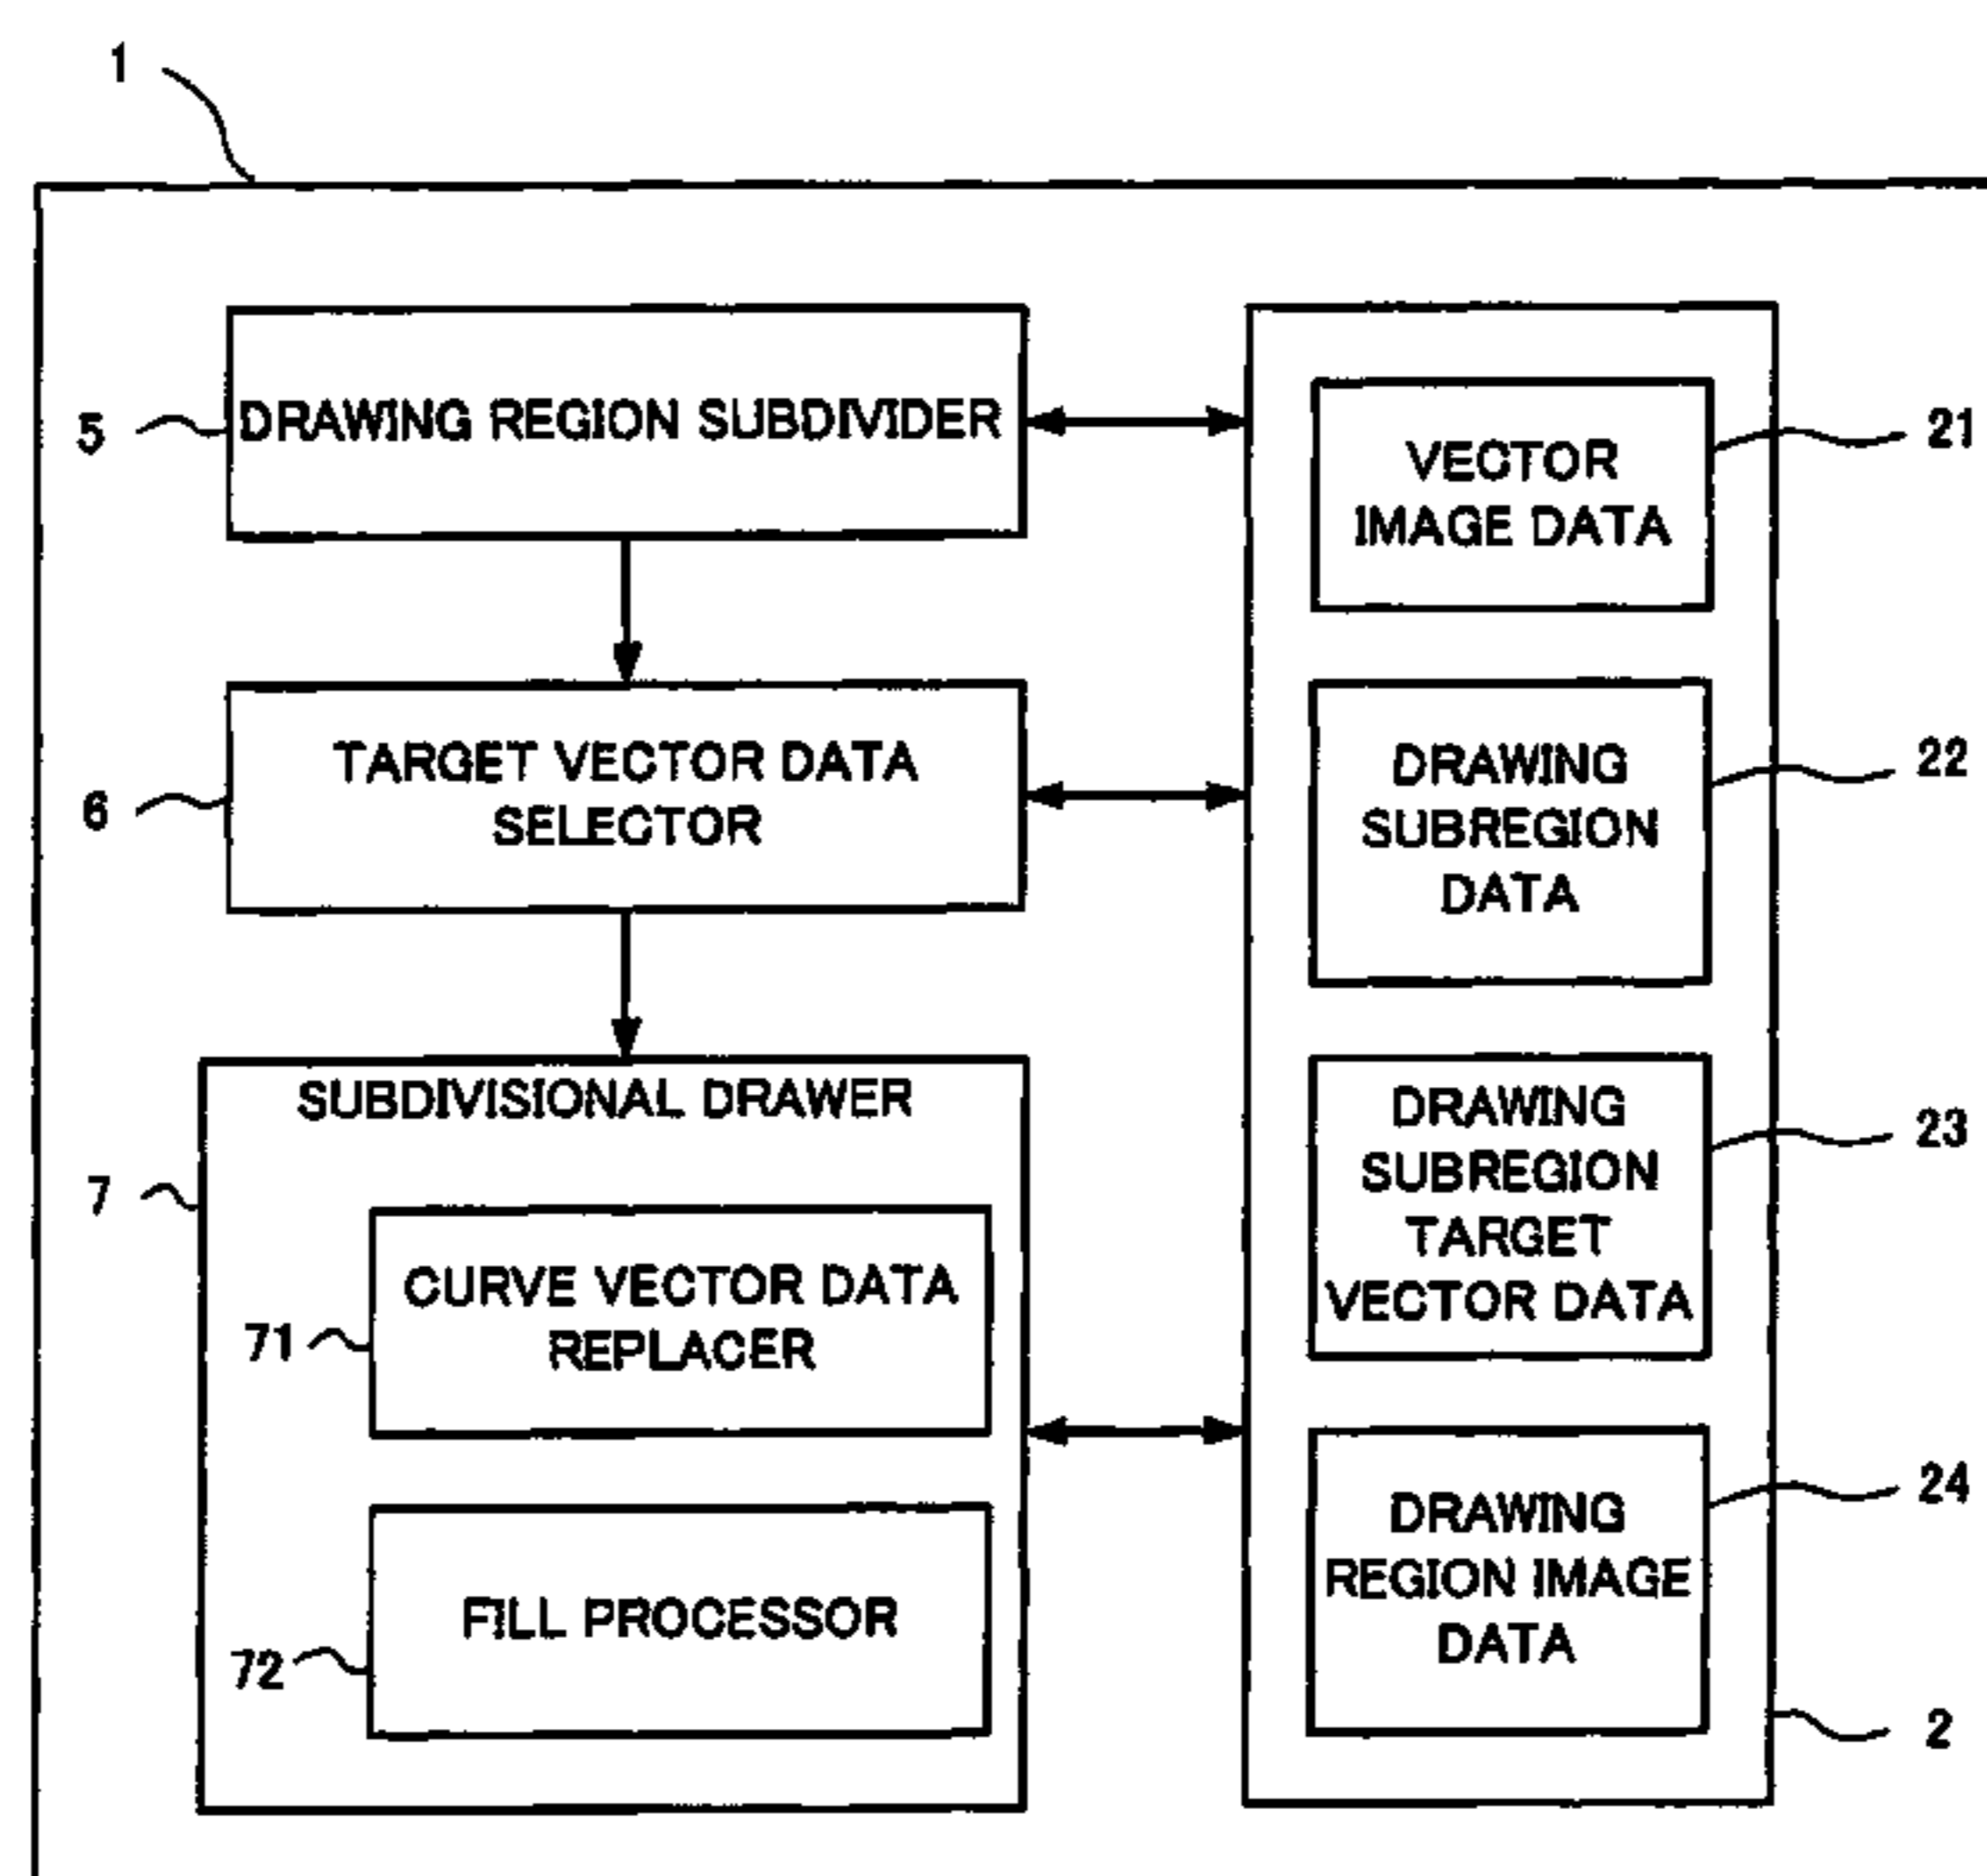 1
5
DRAWING REGION SUBDIVIDER
6
TARGET VECTOR DATA
SELECTOR
7
SUBDIVISIONAL DRAWER
71
CURVE VECTOR DATA
REPLACER
72
FILL PROCESSOR
VECTOR
IMAGE DATA
21
DRAWING
SUBREGION
DATA
22
DRAWING
SUBREGION
TARGET
VECTOR DATA
23
DRAWING
REGION IMAGE
DATA
24
2